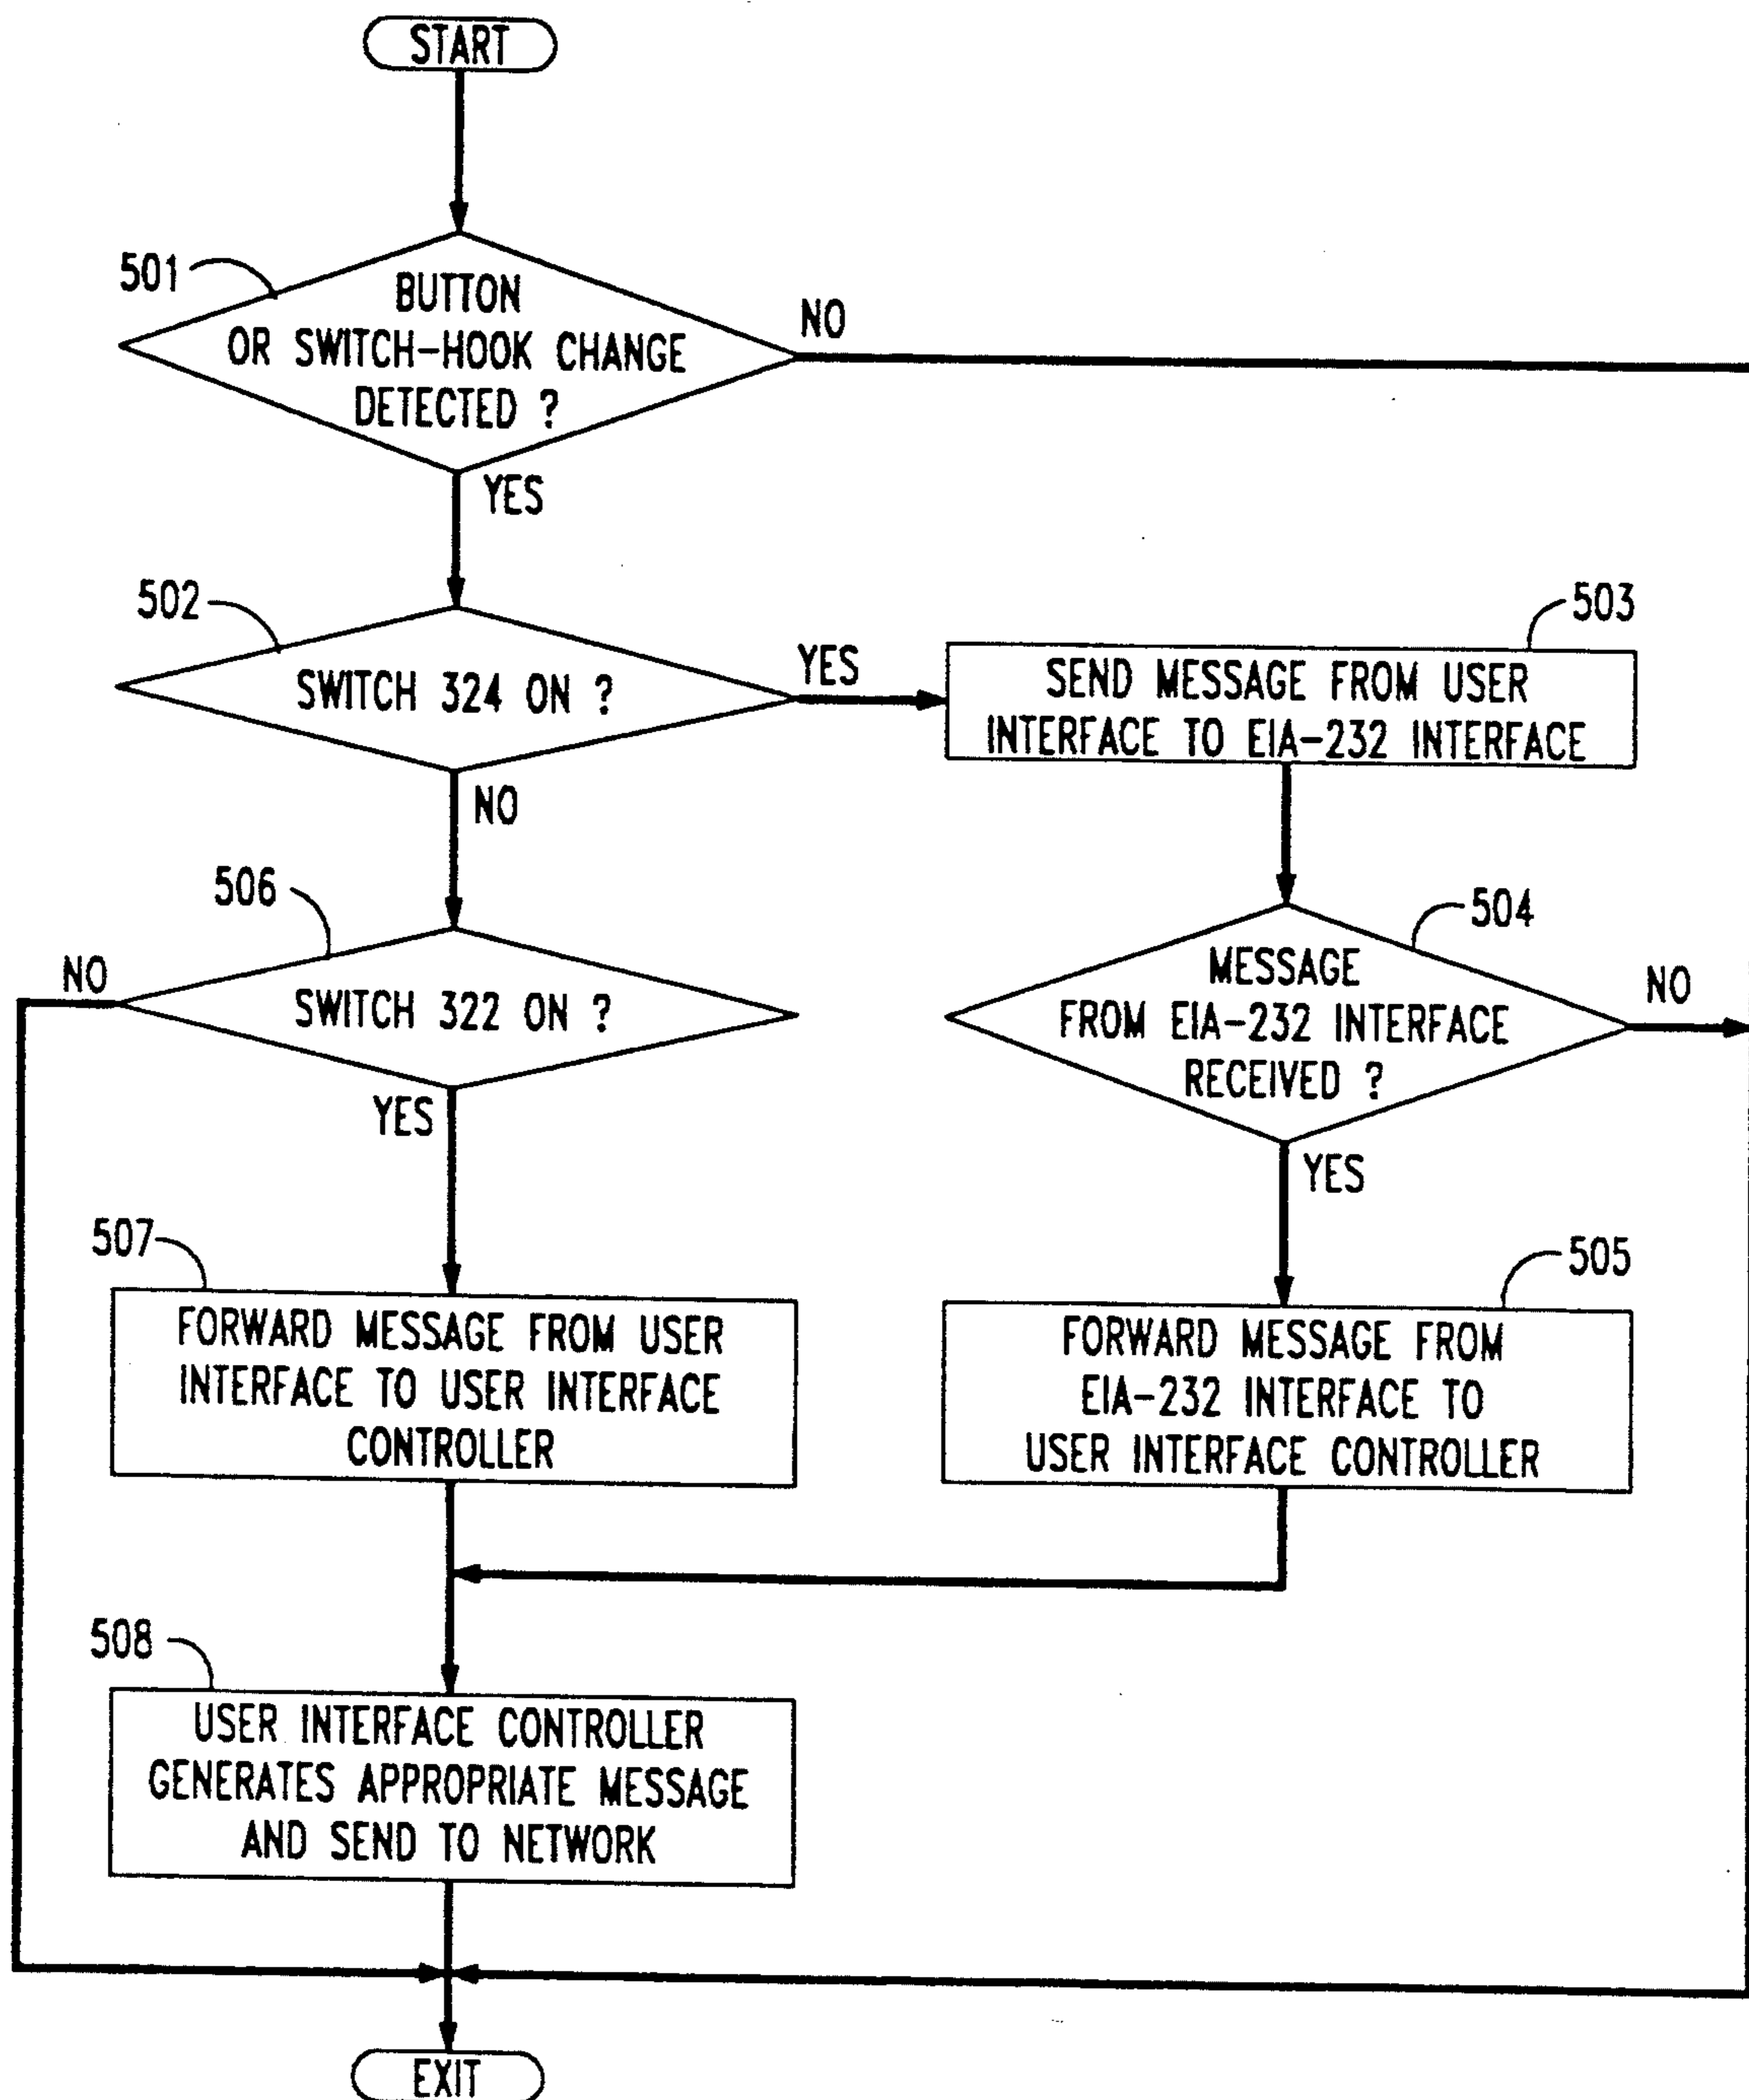 START
501
BUTTON
OR SWITCH-HOOK CHANGE
DETECTED ?
NO
YES
502
SWITCH 324 ON ?
YES
NO
503
SEND MESSAGE FROM USER
INTERFACE TO EIA-232 INTERFACE
506
NO
SWITCH 322 ON ?
YES
504
MESSAGE
FROM EIA-232 INTERFACE
RECEIVED ?
NO
YES
507
FORWARD MESSAGE FROM USER
INTERFACE TO USER INTERFACE
CONTROLLER
505
FORWARD MESSAGE FROM
EIA-232 INTERFACE TO
USER INTERFACE CONTROLLER
508
USER INTERFACE CONTROLLER
GENERATES APPROPRIATE MESSAGE
AND SEND TO NETWORK
EXIT